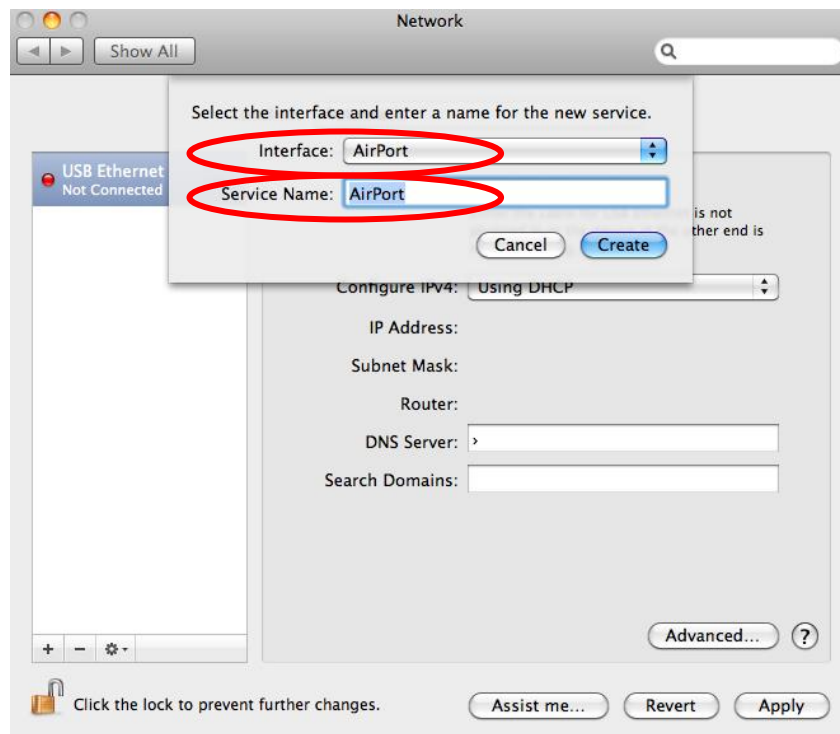 Network
Show All
Select the interface and enter a name for the new service.
Interface: AirPort
Service Name: AirPort
USB Ethernet
Not Connected
is not
ther end is
Cancel Create
Configure IPv4: Using DHCP
IP Address:
Subnet Mask:
Router:
DNS Server: ›
Search Domains:
Advanced... ?
+ −
Click the lock to prevent further changes.
Assist me... Revert Apply